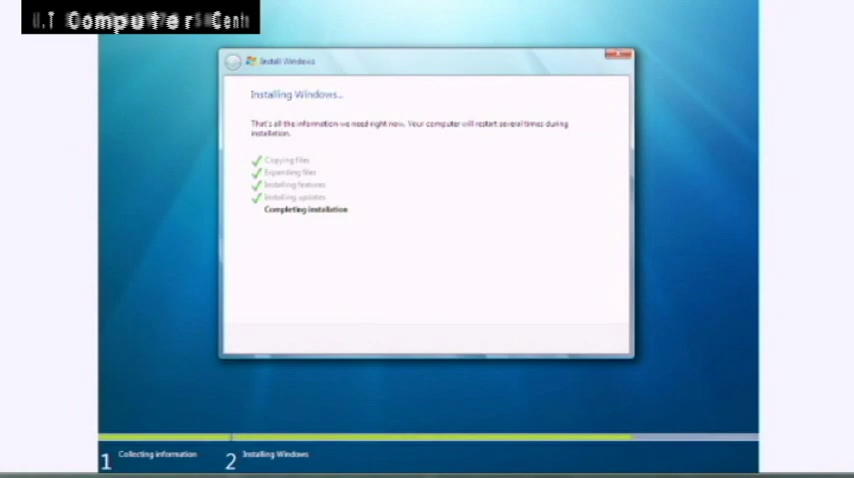 Computer Cent
Install Windows
Installing Windows...
That's all the information we need right now. Your computer will restart several times during
installation.
Copying files
Expanding files
Installing features
Installing updates
Completing installation
1 Collecting information
2 Installing Windows